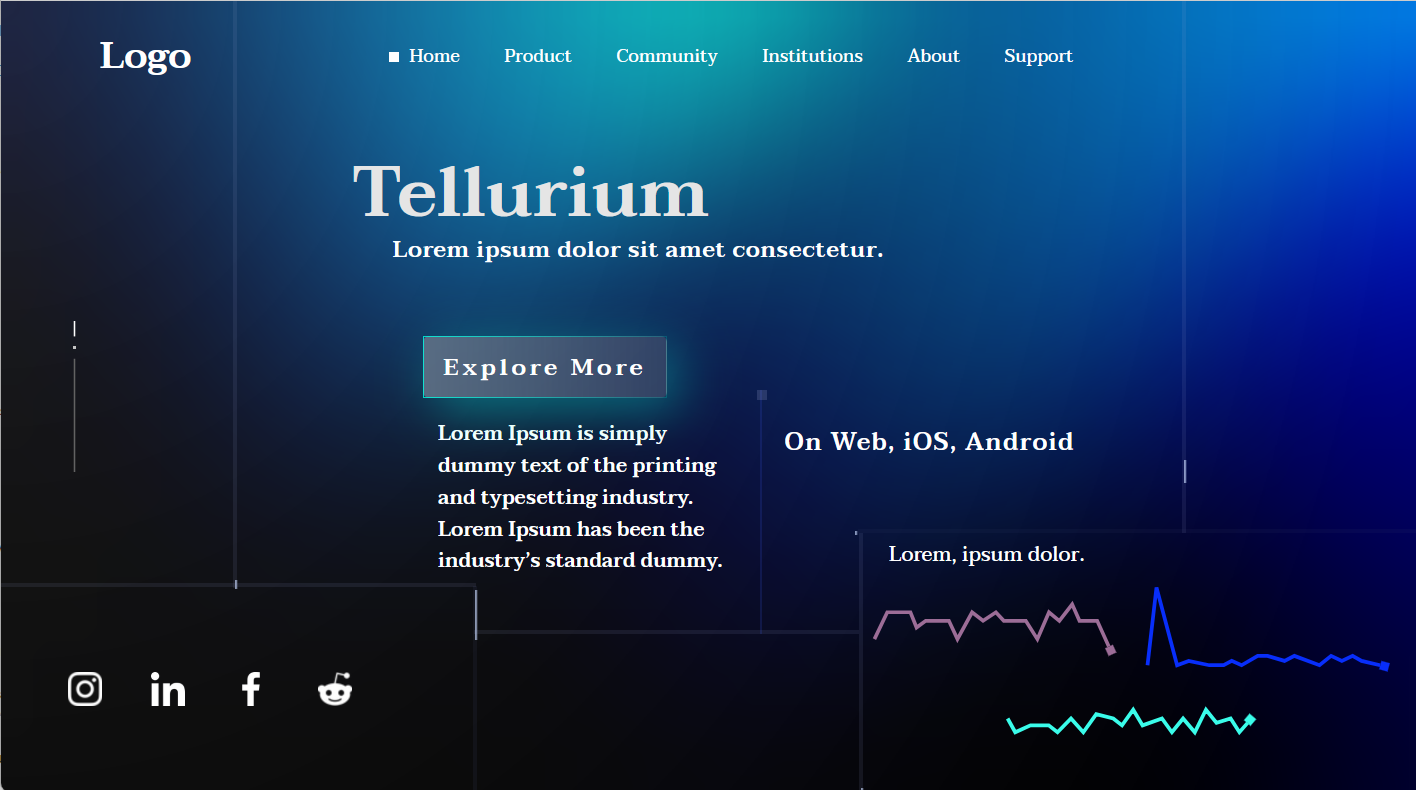 Logo
Home Product Community Institutions About Support
Tellurium
Lorem ipsum dolor sit amet consectetur.
Explore More
Lorem Ipsum is simply
dummy text of the printing
and typesetting industry.
Lorem Ipsum has been the
industry’s standard dummy.
On Web, iOS, Android
Lorem, ipsum dolor.